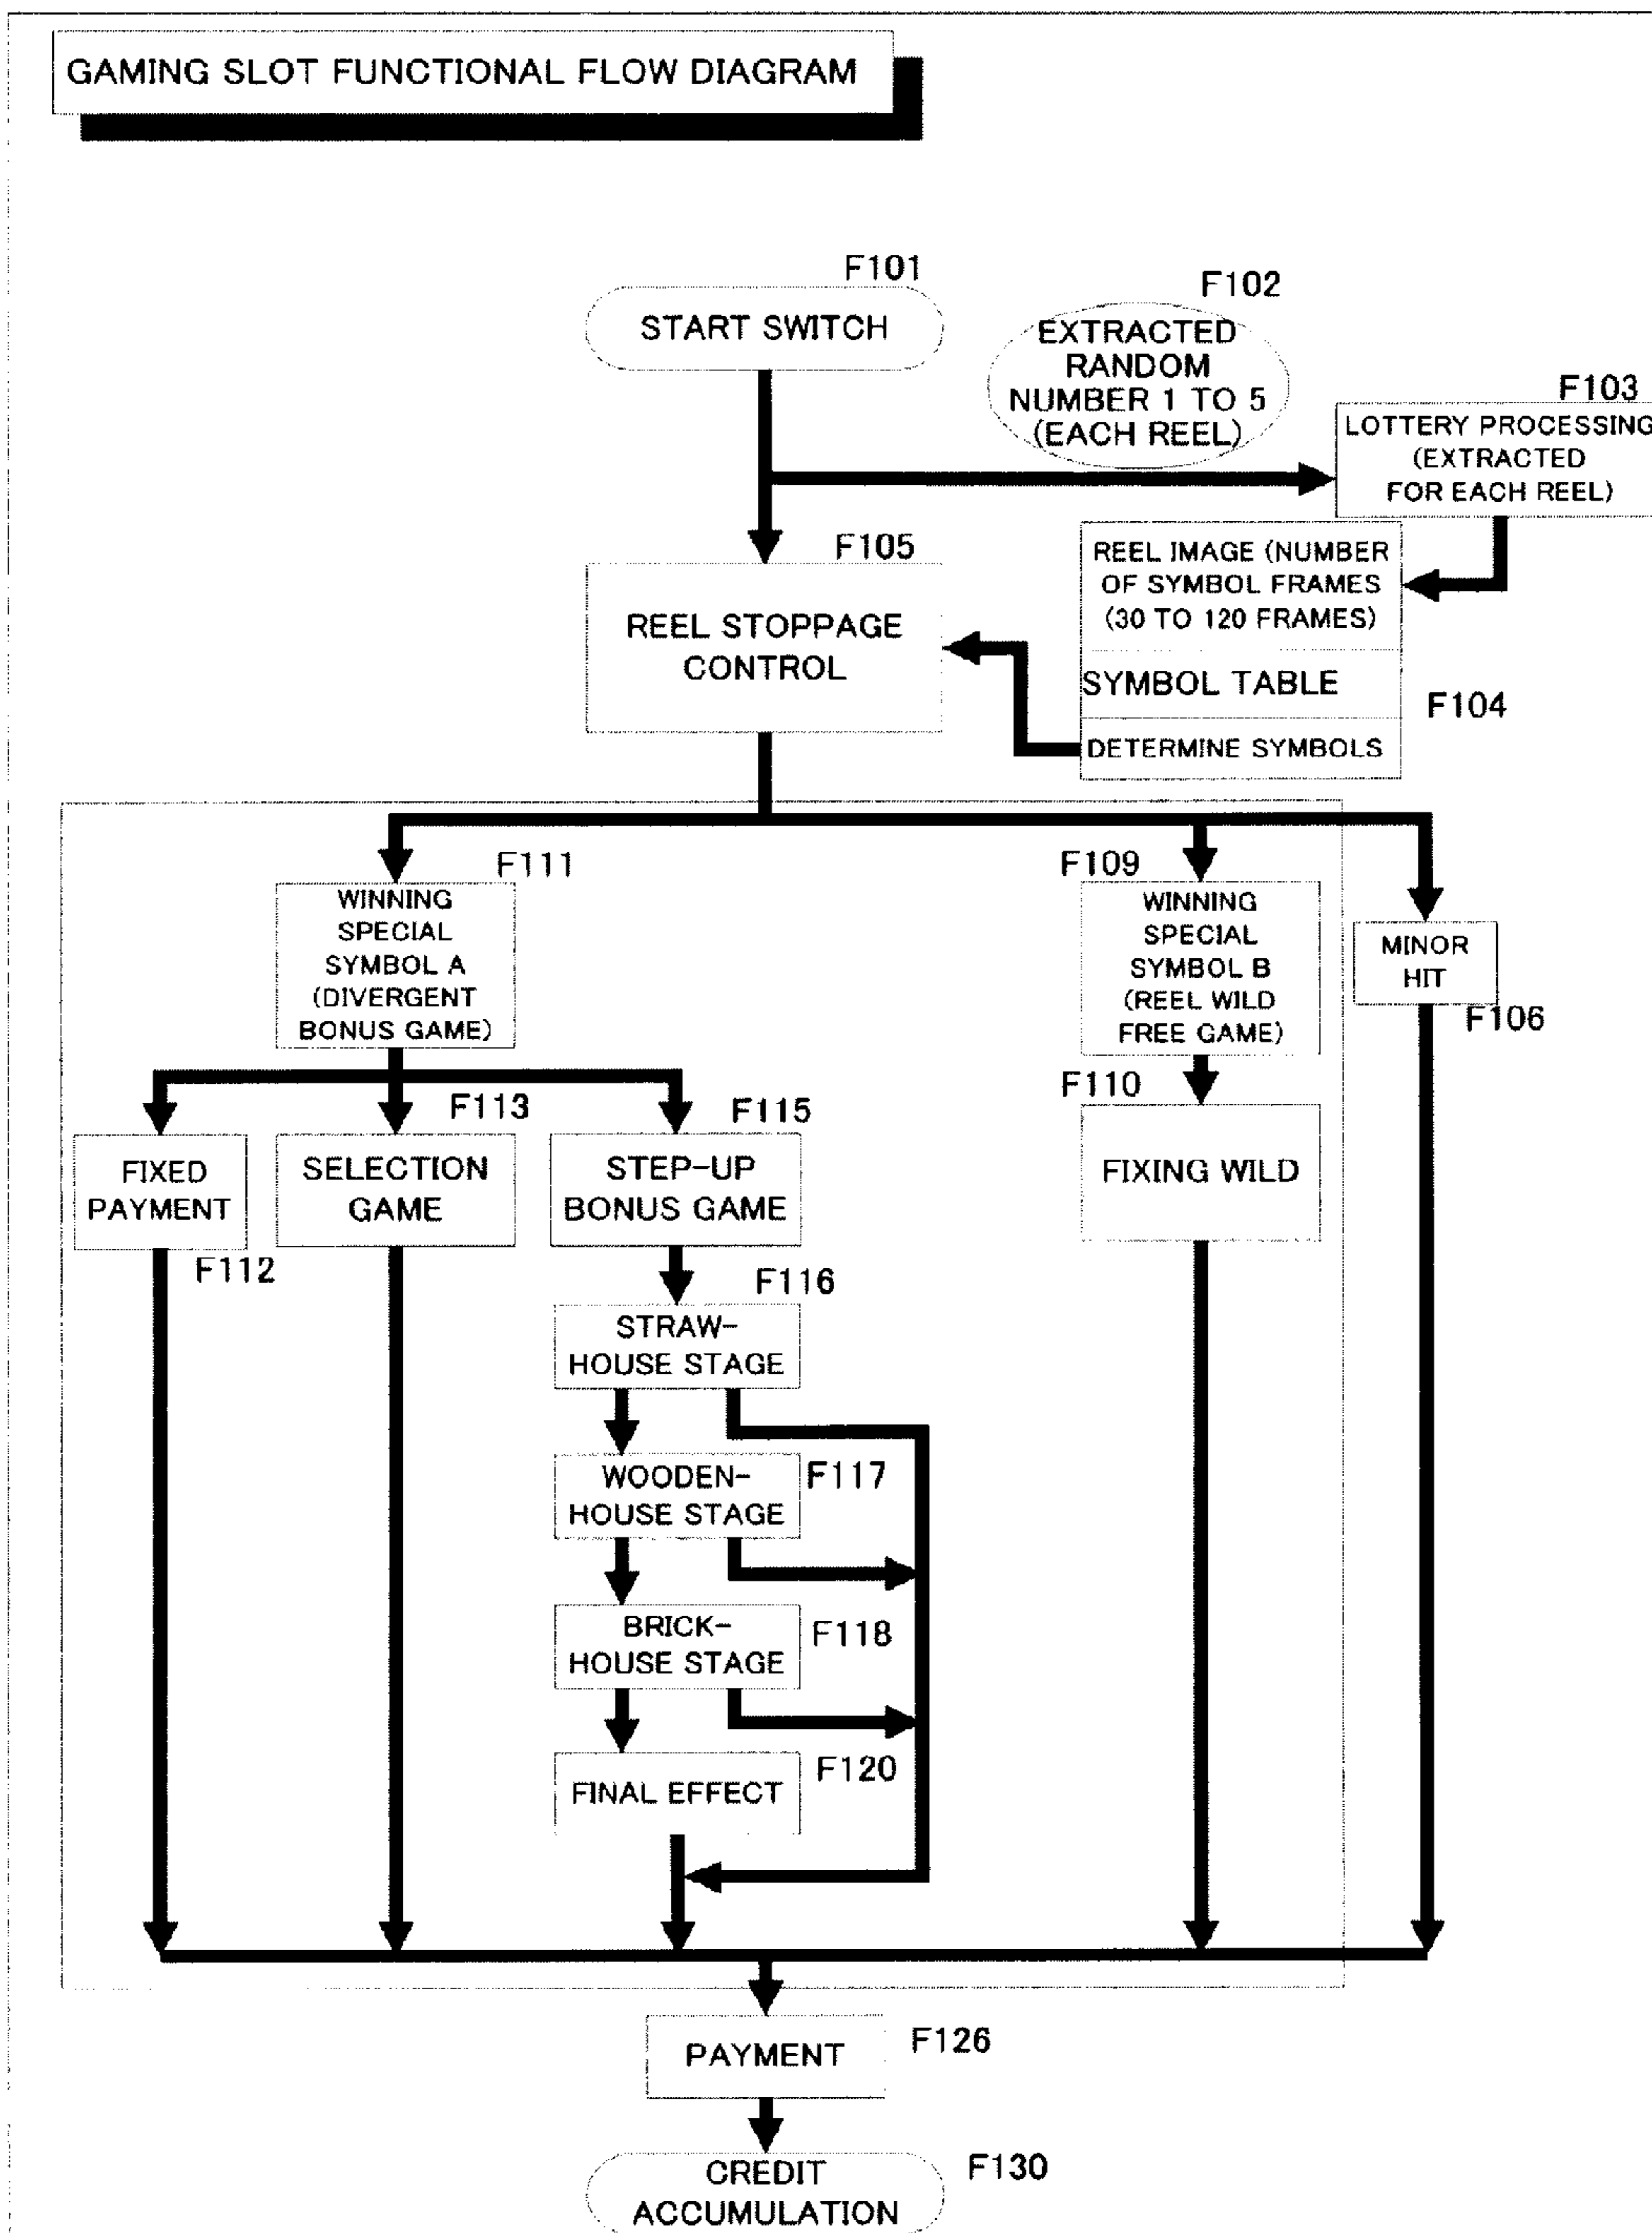 GAMING SLOT FUNCTIONAL FLOW DIAGRAM
F101
START SWITCH
F102
EXTRACTED
RANDOM
NUMBER 1 TO 5
(EACH REEL)
F103
LOTTERY PROCESSING
(EXTRACTED
FOR EACH REEL)
F105
REEL STOPPAGE
CONTROL
REEL IMAGE (NUMBER
OF SYMBOL FRAMES
(30 TO 120 FRAMES)
SYMBOL TABLE
F104
DETERMINE SYMBOLS
F111
WINNING
SPECIAL
SYMBOL A
(DIVERGENT
BONUS GAME)
F109
WINNING
SPECIAL
SYMBOL B
(REEL WILD
FREE GAME)
MINOR
HIT
F106
F110
FIXING WILD
FIXED
PAYMENT
F112
F113
SELECTION
GAME
F115
STEP-UP
BONUS GAME
F116
STRAW-
HOUSE STAGE
WOODEN-
HOUSE STAGE
F117
BRICK-
HOUSE STAGE
F118
FINAL EFFECT
F120
PAYMENT
F126
CREDIT
ACCUMULATION
F130